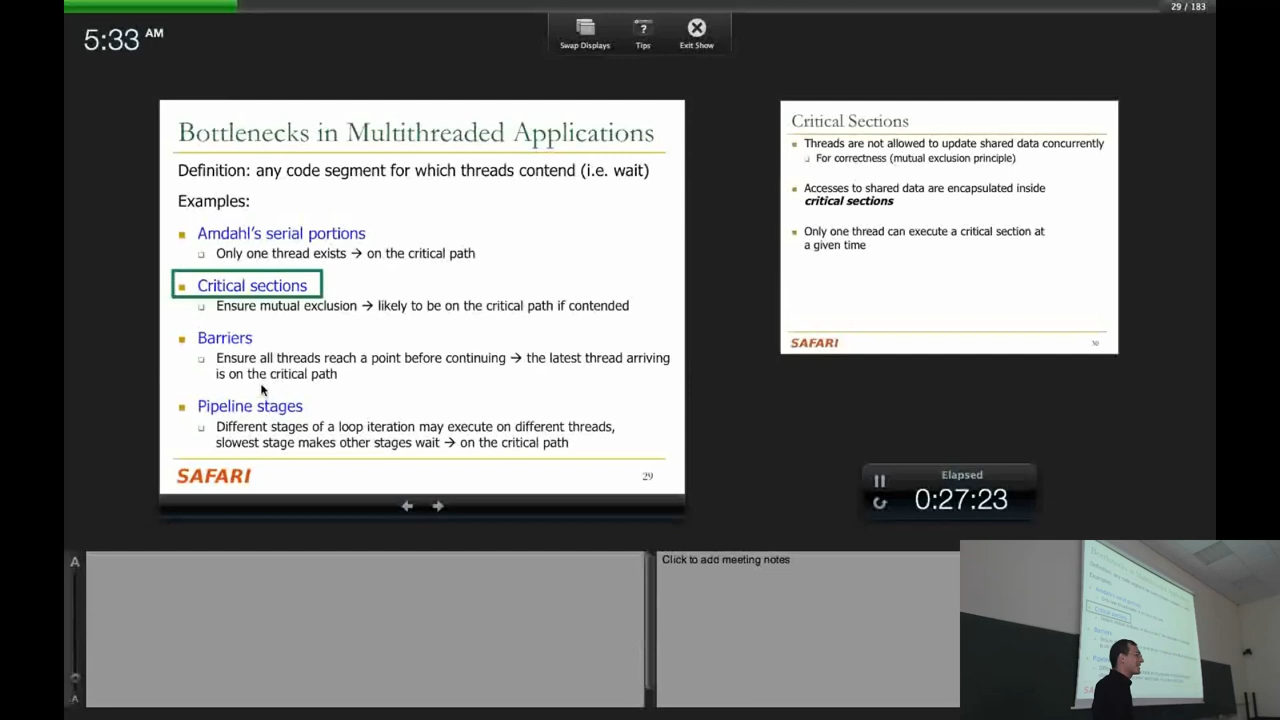 29 / 183
5:33 AM
Swap Displays
Tips
Exit Show
Bottlenecks in Multithreaded Applications
Definition: any code segment for which threads contend (i.e. wait)
Examples:
Amdahl's serial portions
Only one thread exists → on the critical path
Critical sections
Ensure mutual exclusion → likely to be on the critical path if contended
Barriers
Ensure all threads reach a point before continuing → the latest thread arriving
is on the critical path
Pipeline stages
Different stages of a loop iteration may execute on different threads,
slowest stage makes other stages wait → on the critical path
SAFARI
29
Critical Sections
Threads are not allowed to update shared data concurrently
For correctness (mutual exclusion principle)
Accesses to shared data are encapsulated inside
critical sections
Only one thread can execute a critical section at
a given time
SAFARI
30
Elapsed
0:27:23
A
A
Click to add meeting notes